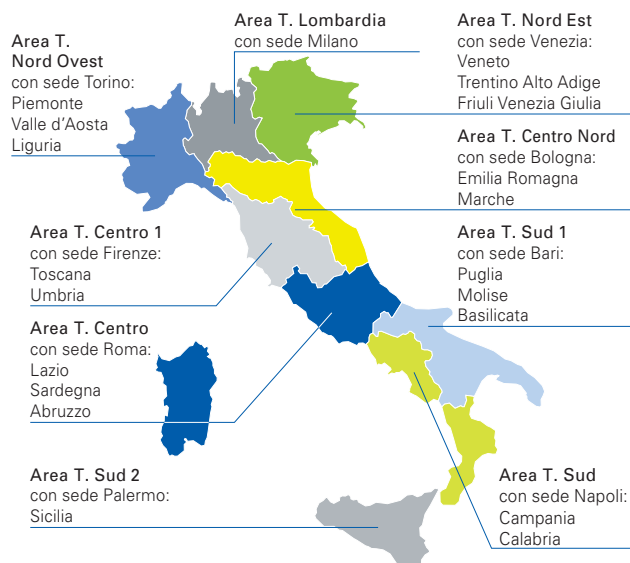 Area T.
Nord Ovest
con sede Torino:
Piemonte
Valle d'Aosta
Liguria
Area T. Lombardia
con sede Milano
Area T. Nord Est
con sede Venezia:
Veneto
Trentino Alto Adige
Friuli Venezia Giulia
Area T. Centro Nord
con sede Bologna:
Emilia Romagna
Marche
Area T. Centro 1
con sede Firenze:
Toscana
Umbria
Area T. Sud 1
con sede Bari:
Puglia
Molise
Basilicata
Area T. Centro
con sede Roma:
Lazio
Sardegna
Abruzzo
Area T. Sud 2
con sede Palermo:
Sicilia
Area T. Sud
con sede Napoli:
Campania
Calabria